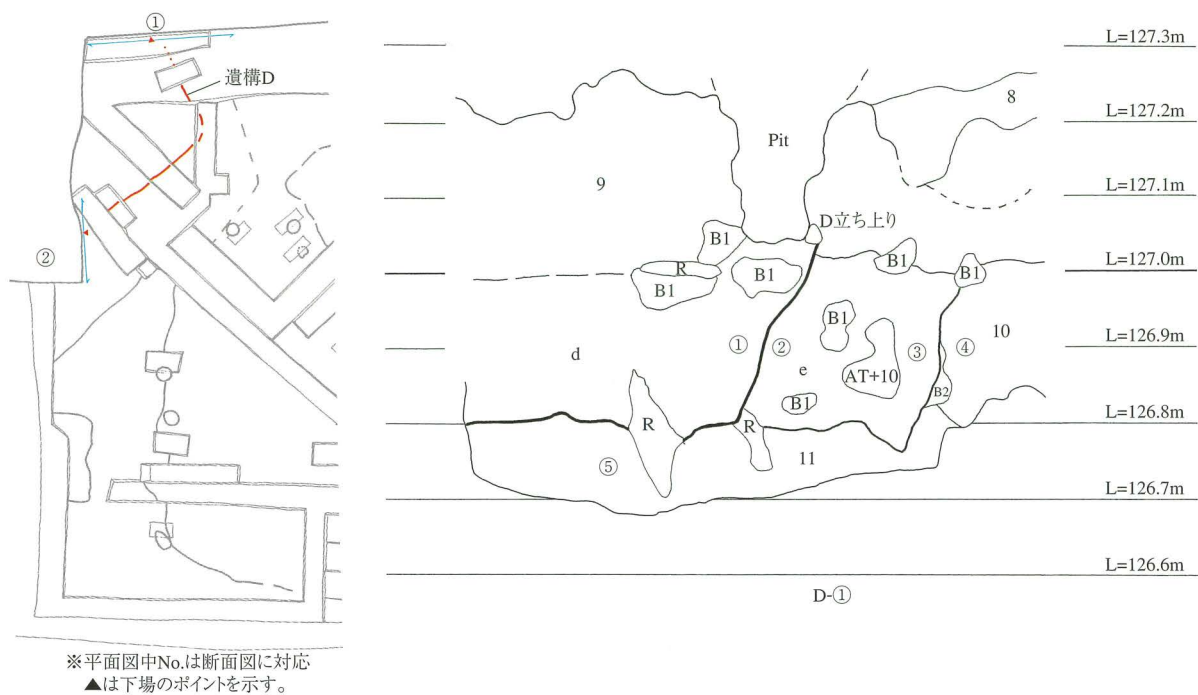 ①
遺構D
②
※平面図中No.は断面図に対応
▲は下場のポイントを示す。
L=127.3m
8
L=127.2m
Pit
9
L=127.1m
D立ち上り
B1
R
B1
B1
B1
B1
L=127.0m
B1
①
②
③
④
10
L=126.9m
d
e
AT+10
B2
B1
L=126.8m
R
R
⑤
11
L=126.7m
L=126.6m
D-①